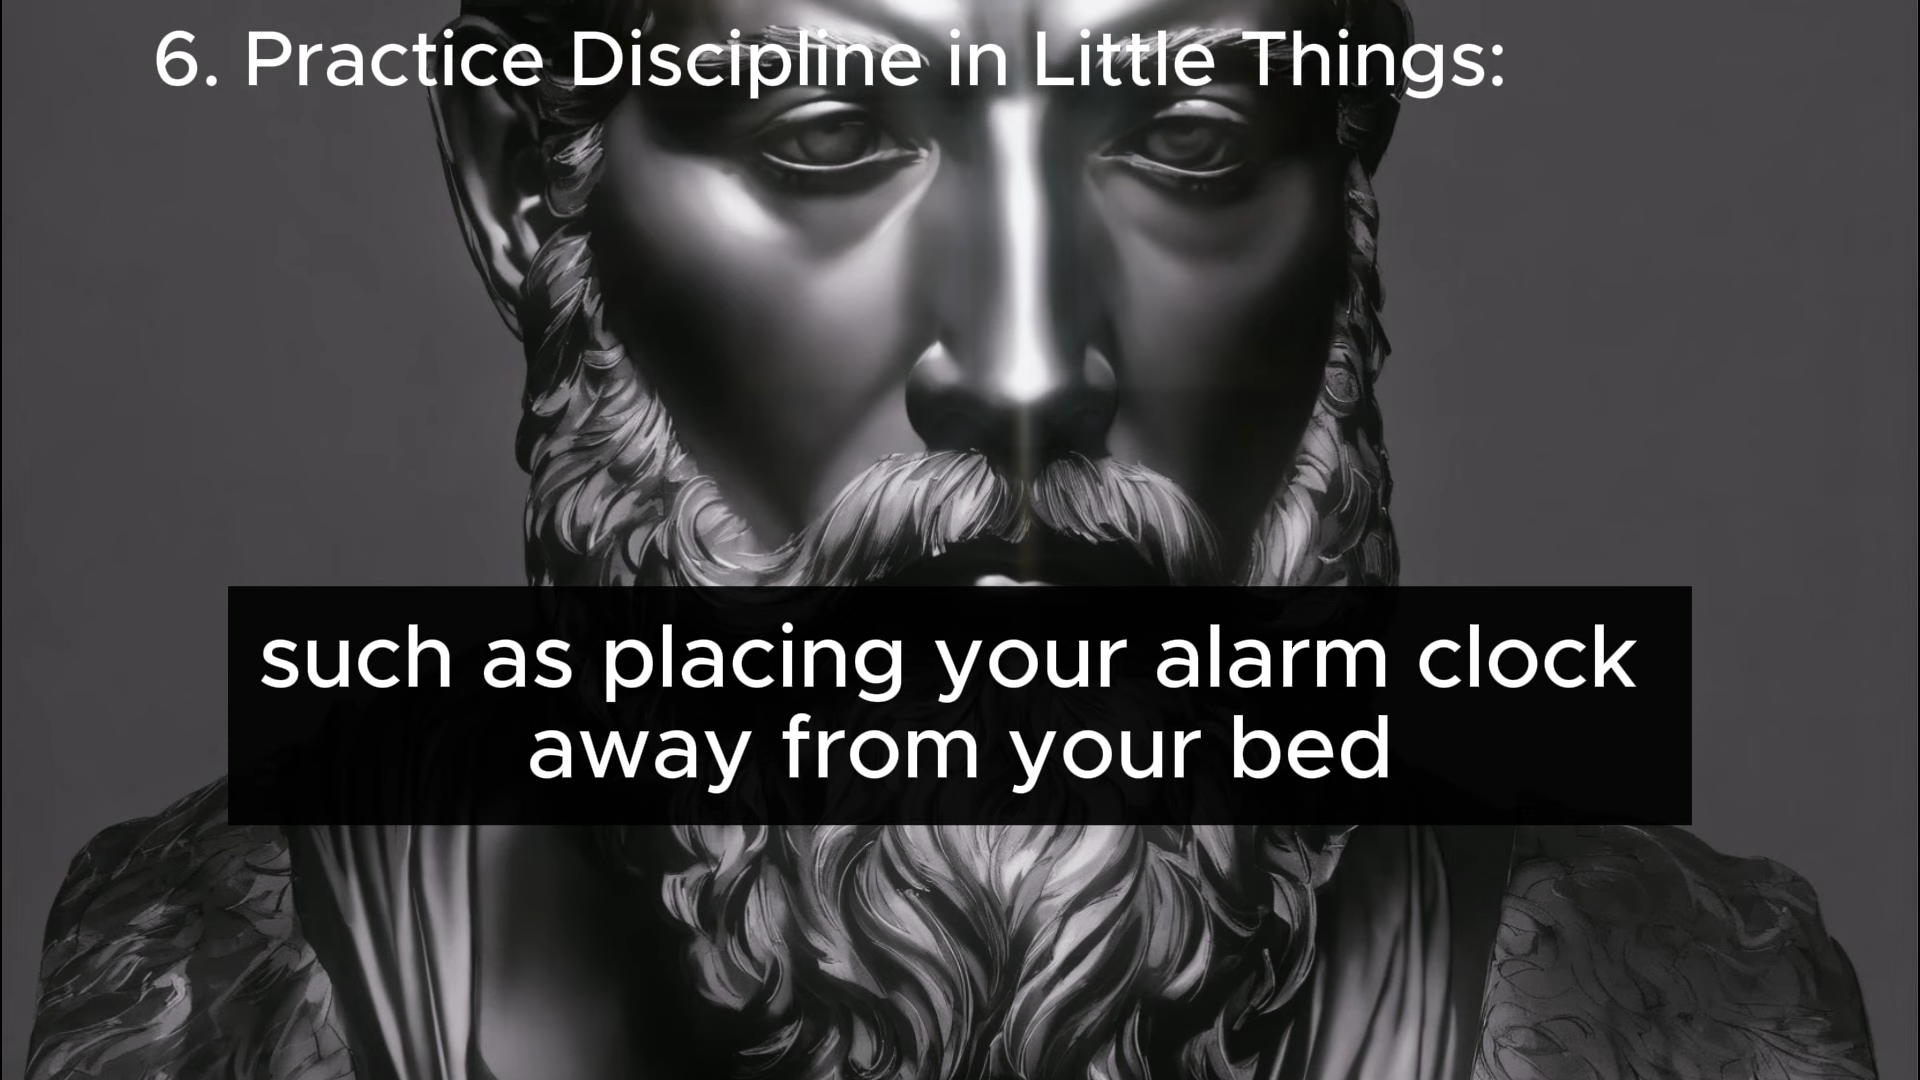 6. Practice Discipline in Little Things:
such as placing your alarm clock
away from your bed